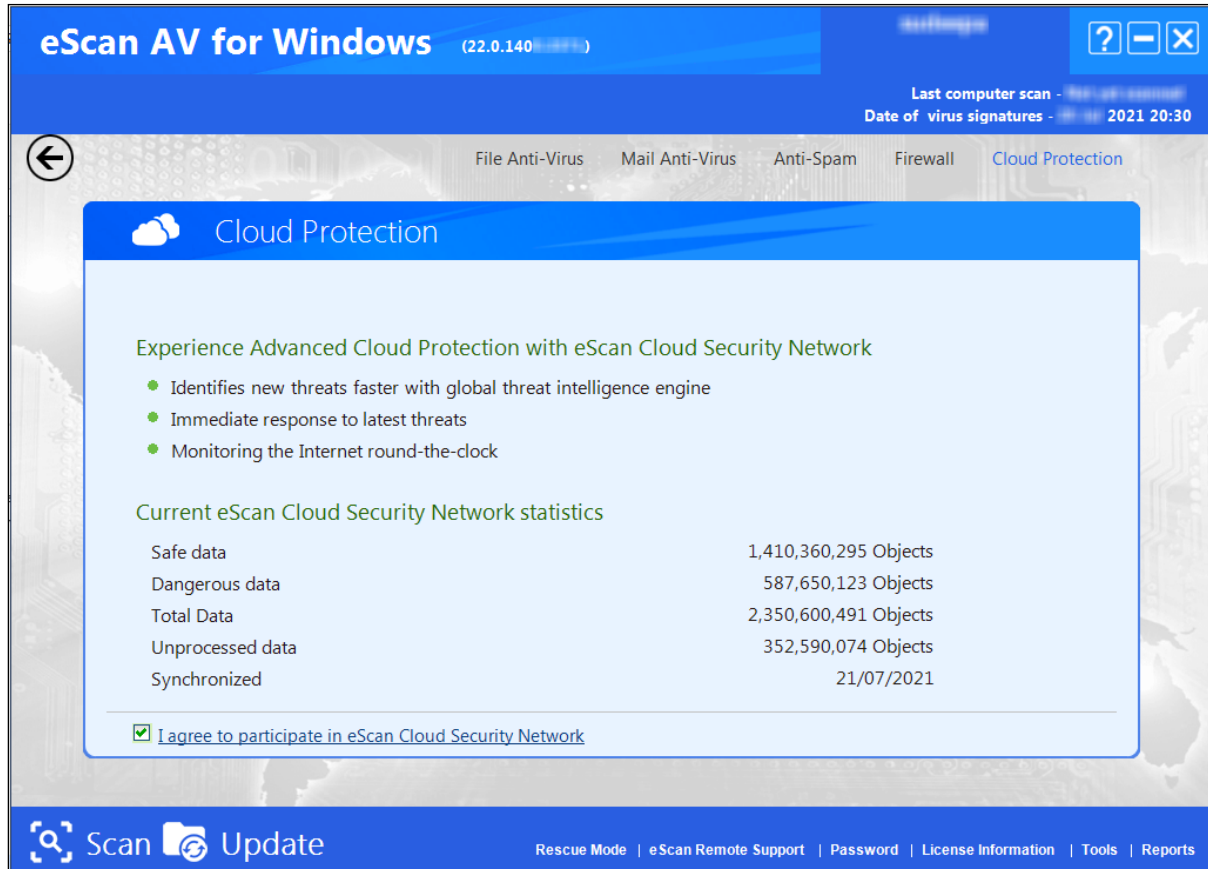 eScan AV for Windows (22.0.140 )
Last computer scan -
Date of virus signatures - 2021 20:30
File Anti-Virus Mail Anti-Virus Anti-Spam Firewall Cloud Protection
Cloud Protection
Experience Advanced Cloud Protection with eScan Cloud Security Network
Identifies new threats faster with global threat intelligence engine
Immediate response to latest threats
Monitoring the Internet round-the-clock
Current eScan Cloud Security Network statistics
Safe data 1,410,360,295 Objects
Dangerous data 587,650,123 Objects
Total Data 2,350,600,491 Objects
Unprocessed data 352,590,074 Objects
Synchronized 21/07/2021
I agree to participate in eScan Cloud Security Network
Scan Update Rescue Mode | eScan Remote Support | Password | License Information | Tools | Reports